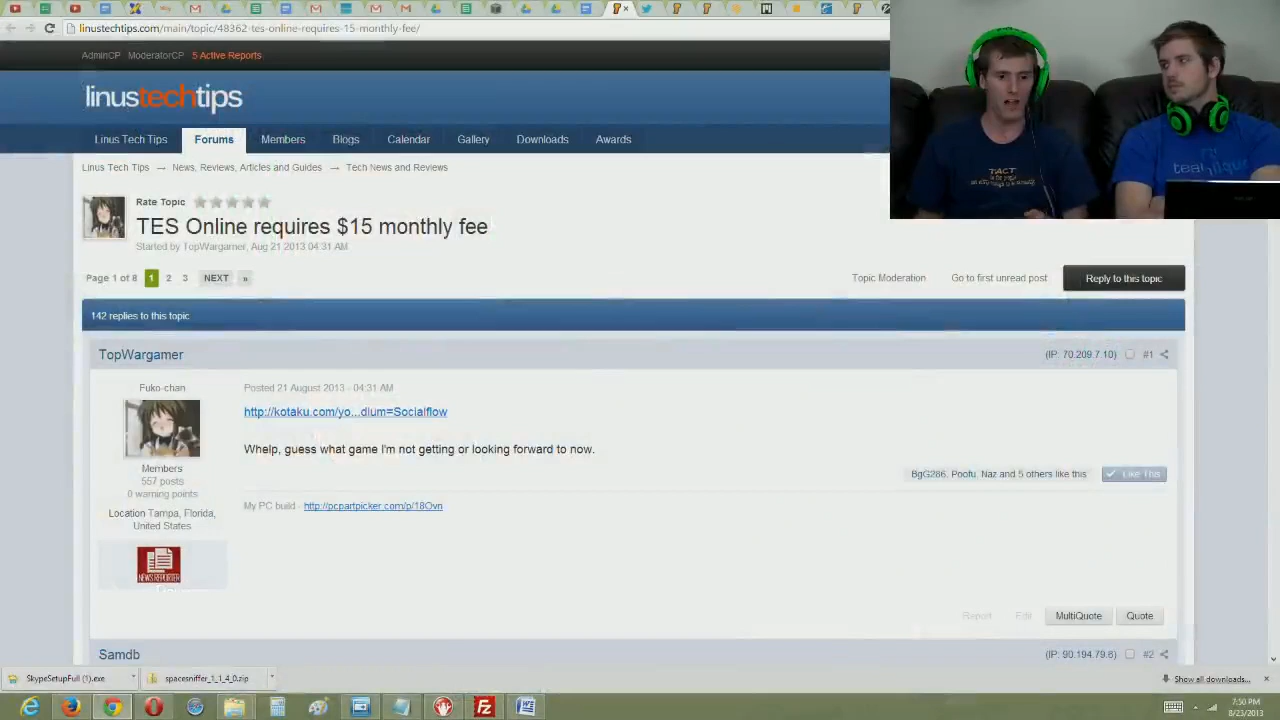 linustechtips.com/main/topic/48362-tes-online-requires-15-monthly-fee/
AdminCP ModeratorCP 5 Active Reports
linustechtips
Linus Tech Tips Forums Members Blogs Calendar Gallery Downloads Awards
Linus Tech Tips → News, Reviews, Articles and Guides → Tech News and Reviews
Rate Topic
TES Online requires $15 monthly fee
Started by TopWargamer, Aug 21 2013 04:31 AM
Page 1 of 8 1 2 3 NEXT » Topic Moderation Go to first unread post Reply to this topic
142 replies to this topic
TopWargamer (IP: 70.209.7.10) #1
Fuko-chan Posted 21 August 2013 - 04:31 AM
http://kotaku.com/yo...dium=Socialflow
Whelp, guess what game I'm not getting or looking forward to now.
Members BgG286, Poofu, Naz and 5 others like this Like This
557 posts
0 warning points
My PC build - http://pcpartpicker.com/p/18Ovn
Location Tampa, Florida,
United States
NEWS REPORTER
Report Edit MultiQuote Quote
Samdb (IP: 90.194.79.6) #2
SkypeSetupFull (1).exe spacesniffer_1_1_4_0.zip Show all downloads...
7:50 PM
8/23/2013
TACT